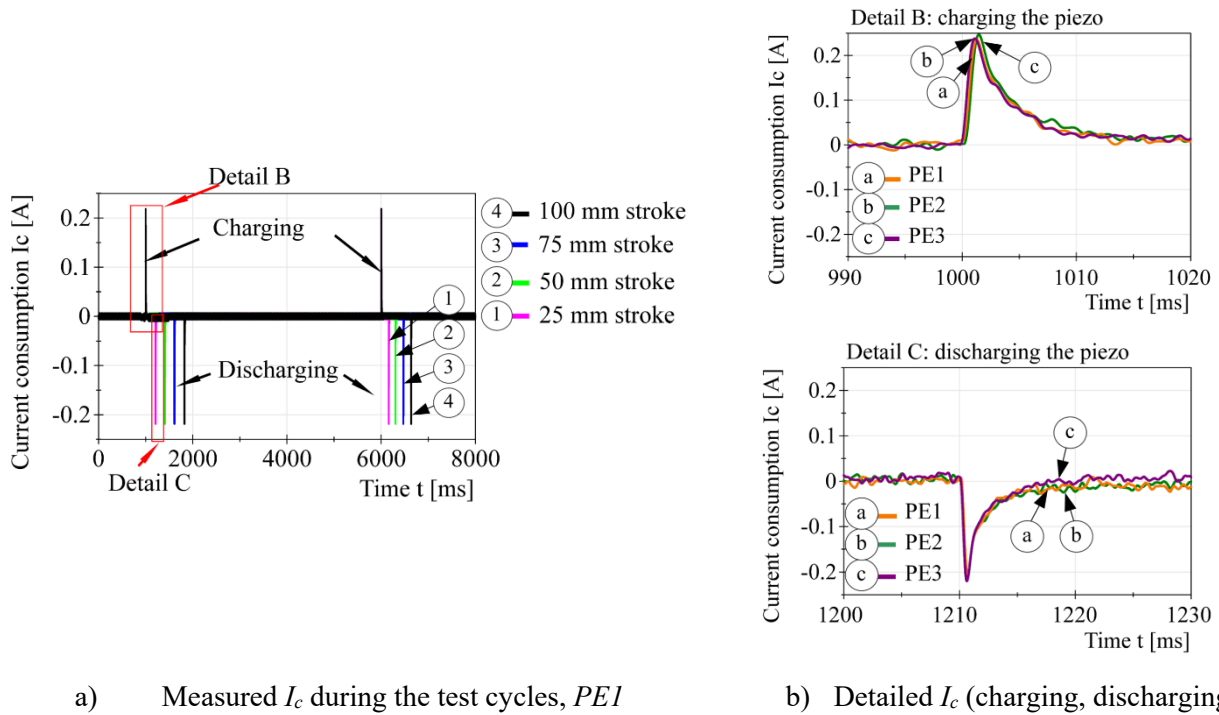 Detail B
Current consumption Ic [A]
0.2
0.1
0
-0.1
-0.2
Charging
Discharging
1
2
3
4
0
2000
4000
6000
8000
Detail C
Time t [ms]
4 100 mm stroke
3 75 mm stroke
2 50 mm stroke
1 25 mm stroke
a) Measured Ic during the test cycles, PE1
Detail B: charging the piezo
Current consumption Ic [A]
0.2
0.1
0
-0.1
-0.2
b
c
a
a PE1
b PE2
c PE3
990
1000
1010
1020
Time t [ms]
Detail C: discharging the piezo
Current consumption Ic [A]
0.2
0.1
0
-0.1
-0.2
c
a
b
a PE1
b PE2
c PE3
1200
1210
1220
1230
Time t [ms]
b) Detailed Ic (charging, discharging